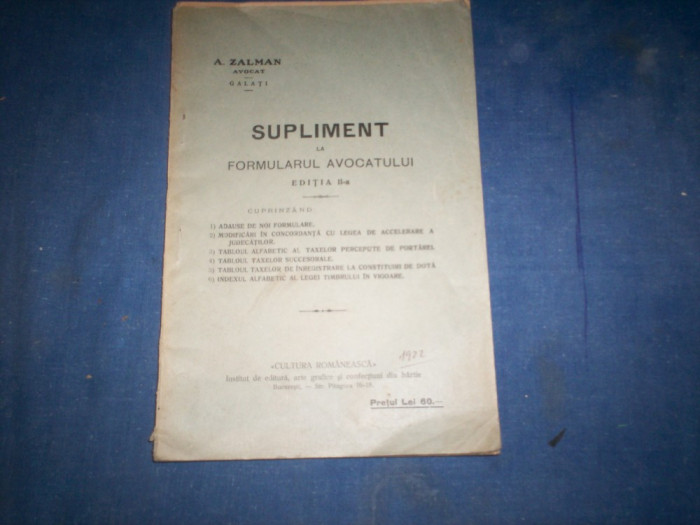 A. ZALMAN
AVOCAT
GALAȚI
SUPLIMENT
LA
FORMULARUL AVOCATULUI
EDIȚIA II-a
CUPRINZÂND:
1) ADAUSE DE NOI FORMULARE.
2) MODIFICĂRI ÎN CONCORDANȚĂ CU LEGEA DE ACCELERARE A
JUDECĂȚILOR.
3) TABLOUL ALFABETIC AL TAXELOR PERCEPUTE DE PORTĂREI.
4) TABLOUL TAXELOR SUCCESORALE.
5) TABLOUL TAXELOR DE ÎNREGISTRARE LA CONSTITUIRI DE DOTĂ
6) INDEXUL ALFABETIC AL LEGEI TIMBRULUI ÎN VIGOARE.
1922
«CULTURA ROMÂNEASCĂ»
Institut de editură, arte grafice și confecțiuni din hârtie
București. —
Prețul Lei 60.—